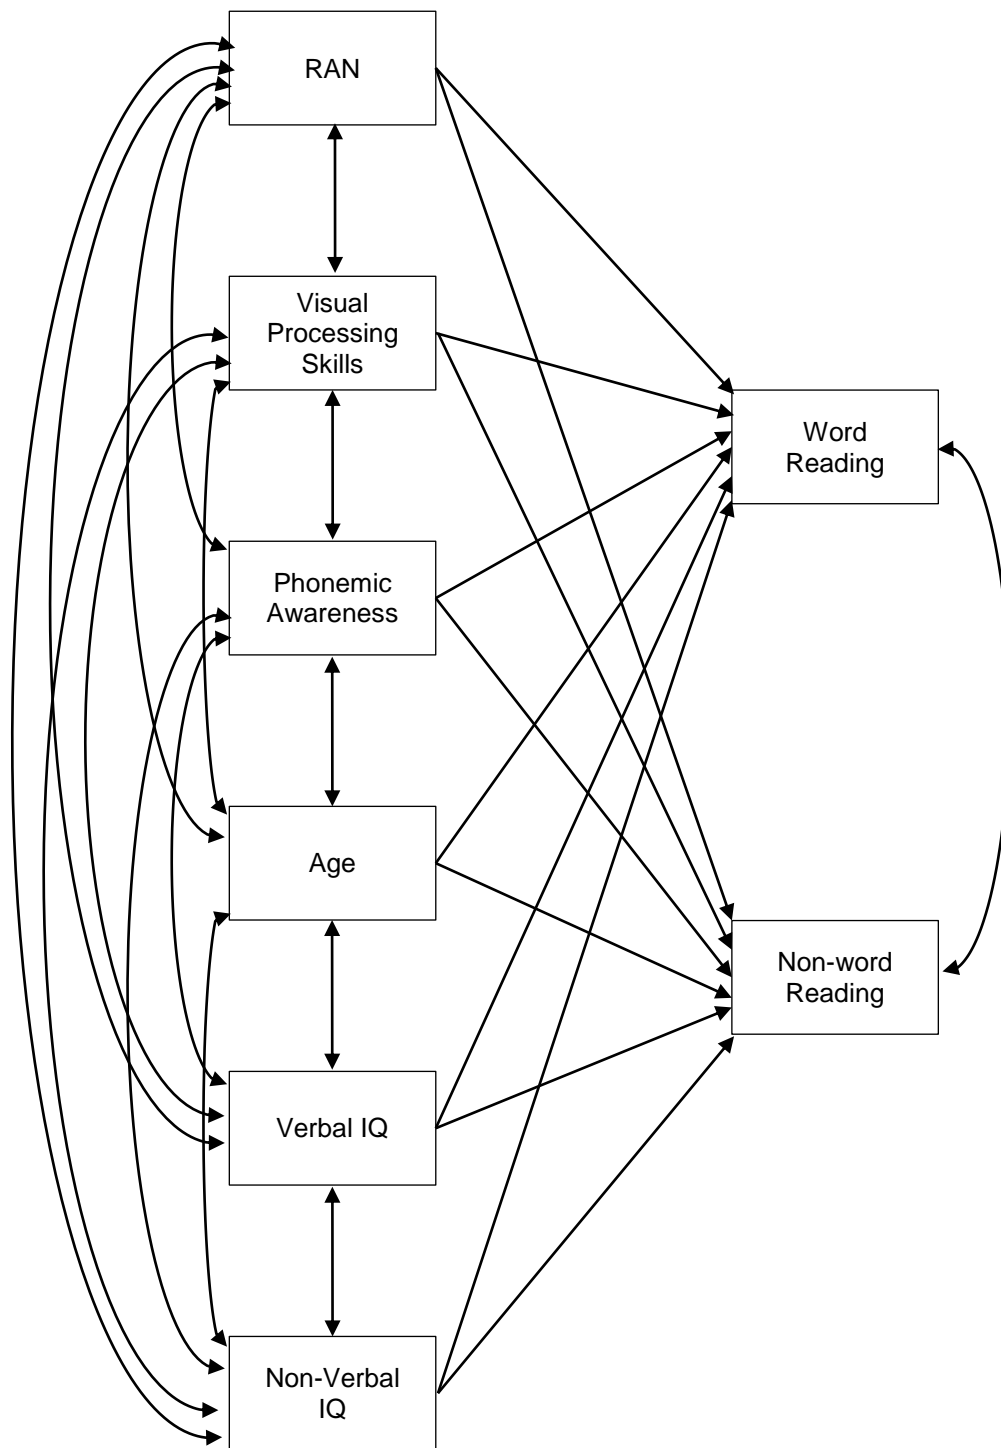 RAN
Visual
Processing
Skills
Word
Reading
Phonemic
Awareness
Age
Non-word
Reading
Verbal IQ
Non-Verbal
IQ